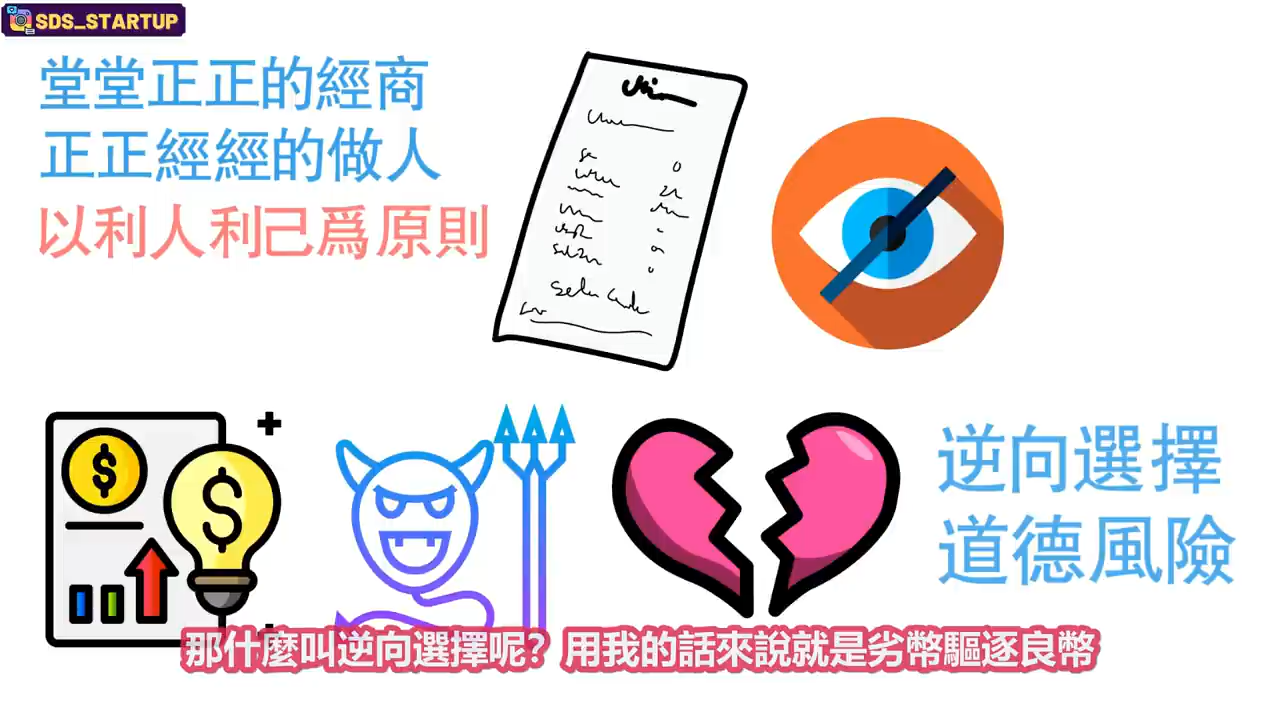 SDS_STARTUP
堂堂正正的經商
正正經經的做人
以利人利己爲原則
逆向選擇
道德風險
那什麼叫逆向選擇呢？用我的話來說就是劣幣驅逐良幣